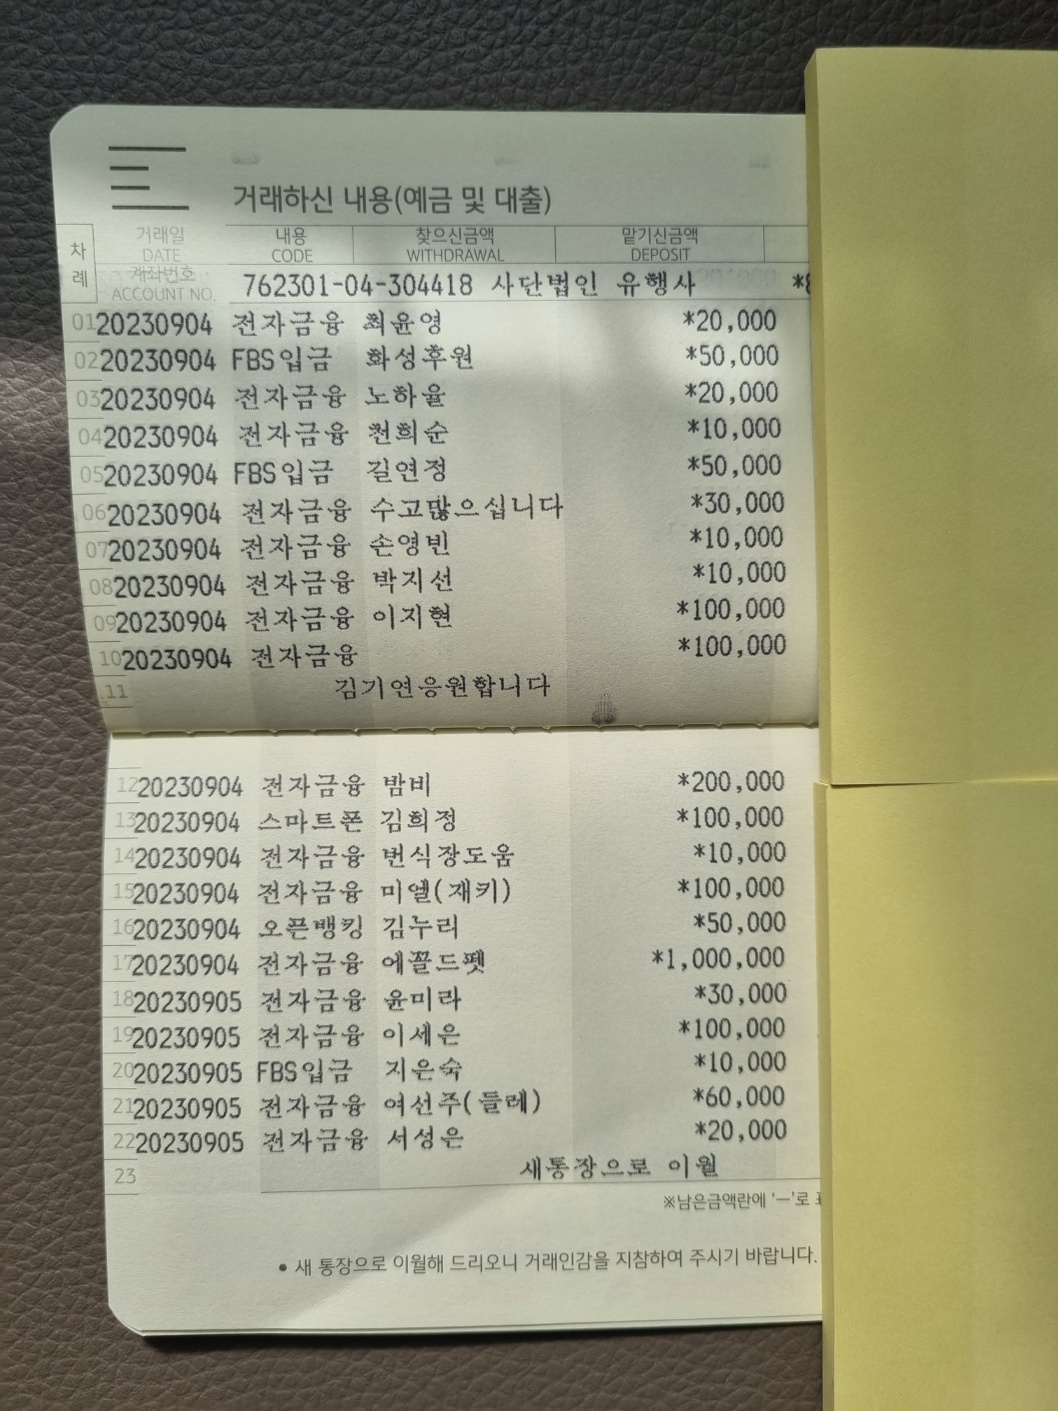 거래하신 내용(예금 및 대출)
차례 거래일 내용 찾으신금액 맡기신금액
DATE CODE WITHDRAWAL DEPOSIT
계좌번호
ACCOUNT NO. 762301-04-304418 사단법인 유행사
01 20230904 전자금융 최윤영 *20,000
02 20230904 FBS입금 화성후원 *50,000
03 20230904 전자금융 노하율 *20,000
04 20230904 전자금융 천희순 *10,000
05 20230904 FBS입금 길연정 *50,000
06 20230904 전자금융 수고많으십니다 *30,000
07 20230904 전자금융 손영빈 *10,000
08 20230904 전자금융 박지선 *10,000
09 20230904 전자금융 이지현 *100,000
10 20230904 전자금융 *100,000
11 김기연응원합니다
12 20230904 전자금융 밤비 *200,000
13 20230904 스마트폰 김희정 *100,000
14 20230904 전자금융 번식장도움 *10,000
15 20230904 전자금융 미엘(재키) *100,000
16 20230904 오픈뱅킹 김누리 *50,000
17 20230904 전자금융 에꼴드펫 *1,000,000
18 20230905 전자금융 윤미라 *30,000
19 20230905 전자금융 이세은 *100,000
20 20230905 FBS입금 지은숙 *10,000
21 20230905 전자금융 여선주(들레) *60,000
22 20230905 전자금융 서성은 *20,000
23 새통장으로 이월
※남은금액란에 '—'로
• 새 통장으로 이월해 드리오니 거래인감을 지참하여 주시기 바랍니다.